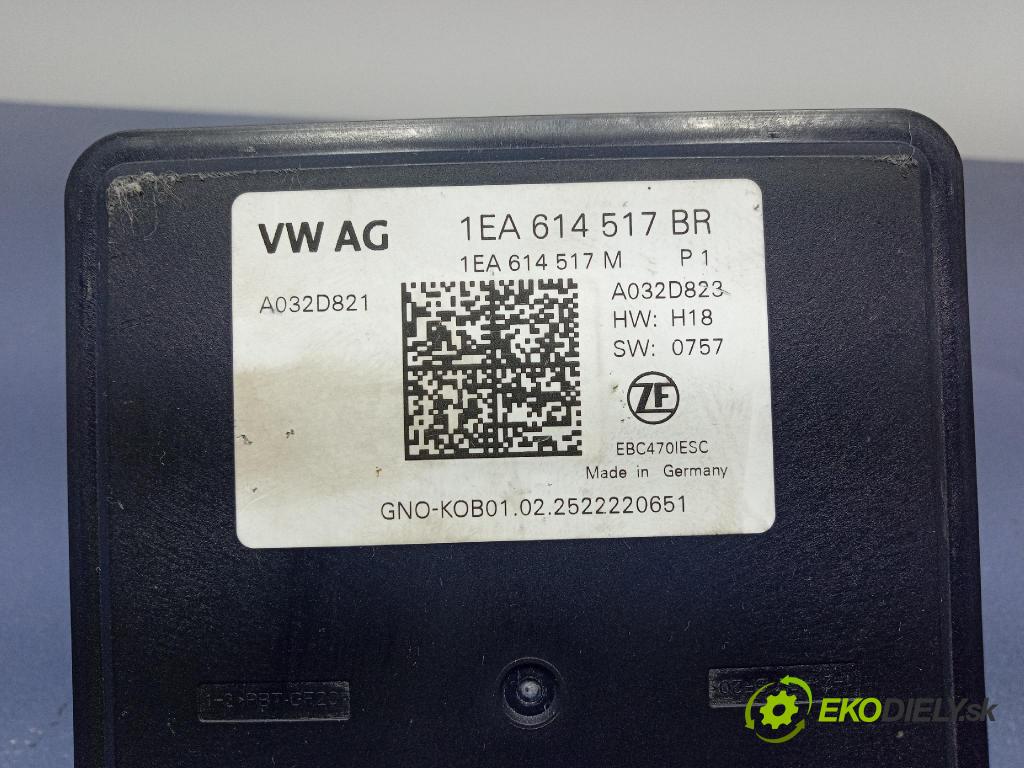 VW AG 1EA 614 517 BR
1EA 614 517 M P 1
A032D821 A032D823
HW: H18
SW: 0757
ZF
EBC470IESC
Made in Germany
GNO-KOB01.02.2522220651
EKODIELY.sk